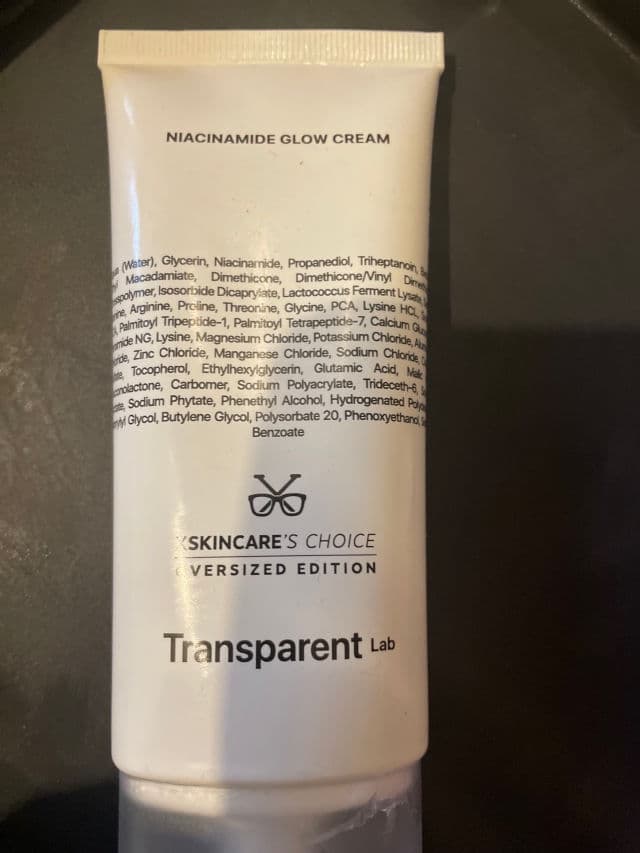 NIACINAMIDE GLOW CREAM
(Water), Glycerin, Niacinamide, Propanediol, Triheptanoin,
Macadamiate, Dimethicone, Dimethicone/Vinyl
Isosorbide Dicaprylate, Lactococcus Ferment Lysate,
Arginine, Proline, Threonine, Glycine, PCA, Lysine HCL,
Palmitoyl Tripeptide-1, Palmitoyl Tetrapeptide-7, Calcium
NG, Lysine, Magnesium Chloride, Potassium Chloride,
Zinc Chloride, Manganese Chloride, Sodium Chloride,
Tocopherol, Ethylhexylglycerin, Glutamic Acid,
Carbomer, Sodium Polyacrylate, Trideceth-6,
Sodium Phytate, Phenethyl Alcohol, Hydrogenated
Glycol, Butylene Glycol, Polysorbate 20, Phenoxyethanol,
Benzoate
SKINCARE'S CHOICE
VERSIZED EDITION
Transparent Lab